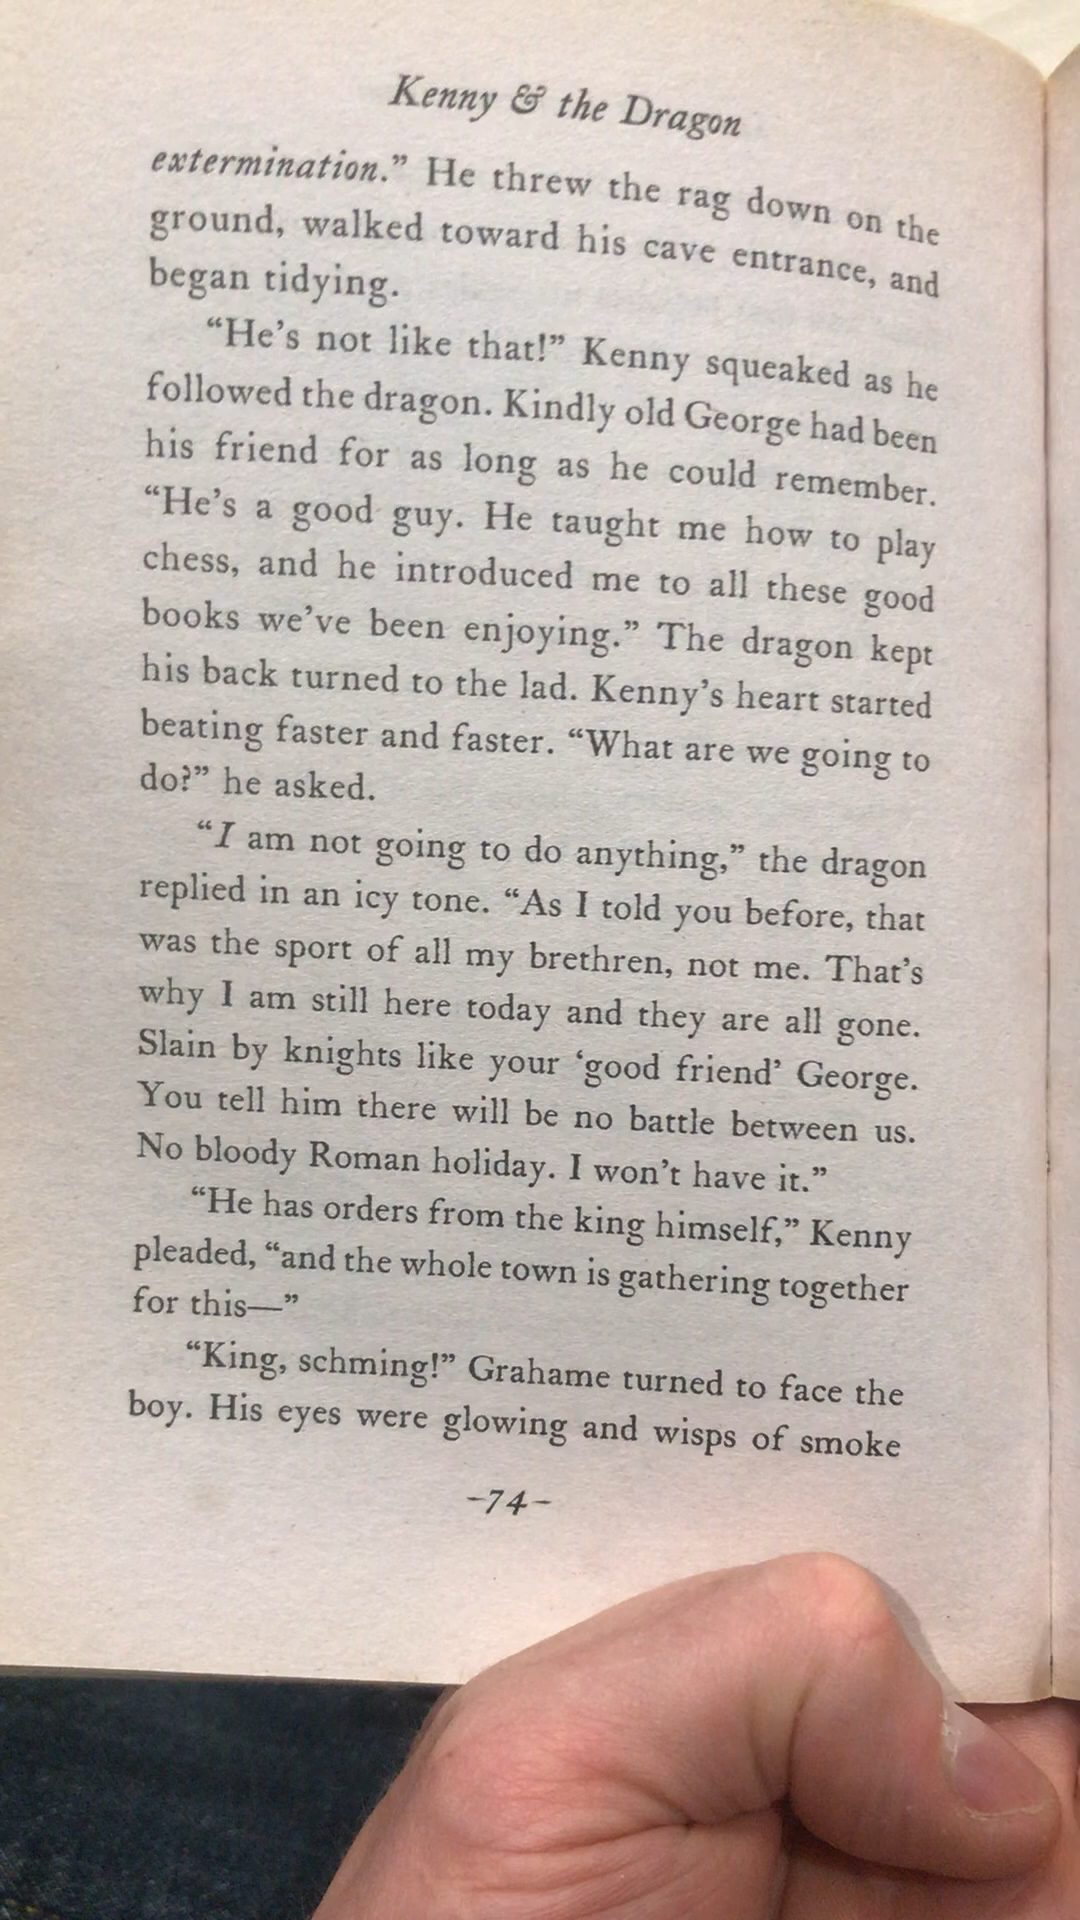 Kenny & the Dragon
extermination.” He threw the rag down on the
ground, walked toward his cave entrance, and
began tidying.
“He’s not like that!” Kenny squeaked as he
followed the dragon. Kindly old George had been
his friend for as long as he could remember.
“He’s a good guy. He taught me how to play
chess, and he introduced me to all these good
books we’ve been enjoying.” The dragon kept
his back turned to the lad. Kenny’s heart started
beating faster and faster. “What are we going to
do?” he asked.
“I am not going to do anything,” the dragon
replied in an icy tone. “As I told you before, that
was the sport of all my brethren, not me. That’s
why I am still here today and they are all gone.
Slain by knights like your ‘good friend’ George.
You tell him there will be no battle between us.
No bloody Roman holiday. I won’t have it.”
“He has orders from the king himself,” Kenny
pleaded, “and the whole town is gathering together
for this—”
“King, schming!” Grahame turned to face the
boy. His eyes were glowing and wisps of smoke
-74-